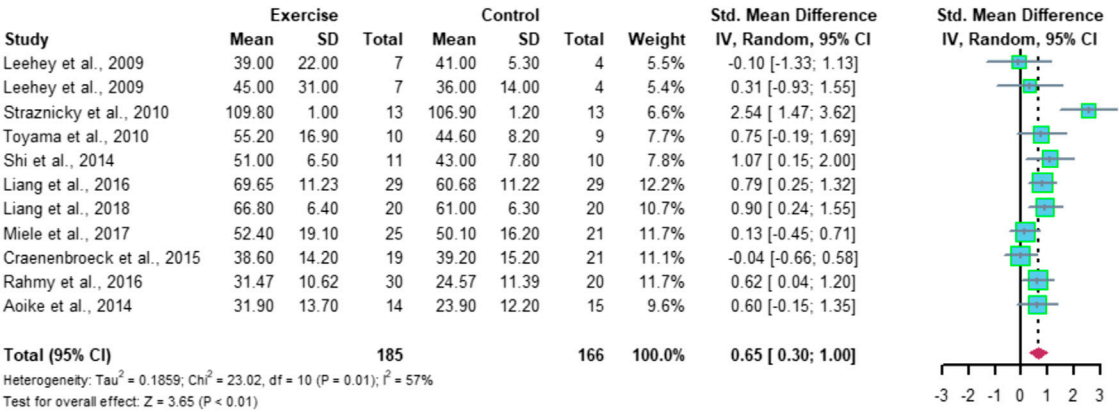 Exercise Control Std. Mean Difference Std. Mean Difference
Study Mean SD Total Mean SD Total Weight IV, Random, 95% CI IV, Random, 95% CI
Leehey et al., 2009 39.00 22.00 7 41.00 5.30 4 5.5% -0.10 [-1.33; 1.13]
Leehey et al., 2009 45.00 31.00 7 36.00 14.00 4 5.4% 0.31 [-0.93; 1.55]
Straznicky et al., 2010 109.80 1.00 13 106.90 1.20 13 6.6% 2.54 [ 1.47; 3.62]
Toyama et al., 2010 55.20 16.90 10 44.60 8.20 9 7.7% 0.75 [-0.19; 1.69]
Shi et al., 2014 51.00 6.50 11 43.00 7.80 10 7.8% 1.07 [ 0.15; 2.00]
Liang et al., 2016 69.65 11.23 29 60.68 11.22 29 12.2% 0.79 [ 0.25; 1.32]
Liang et al., 2018 66.80 6.40 20 61.00 6.30 20 10.7% 0.90 [ 0.24; 1.55]
Miele et al., 2017 52.40 19.10 25 50.10 16.20 21 11.7% 0.13 [-0.45; 0.71]
Craenenbroeck et al., 2015 38.60 14.20 19 39.20 15.20 21 11.1% -0.04 [-0.66; 0.58]
Rahmy et al., 2016 31.47 10.62 30 24.57 11.39 20 11.7% 0.62 [ 0.04; 1.20]
Aoike et al., 2014 31.90 13.70 14 23.90 12.20 15 9.6% 0.60 [-0.15; 1.35]
Total (95% CI) 185 166 100.0% 0.65 [ 0.30; 1.00]
Heterogeneity: Tau² = 0.1859; Chi² = 23.02, df = 10 (P = 0.01); I² = 57%
Test for overall effect: Z = 3.65 (P < 0.01)
-3 -2 -1 0 1 2 3